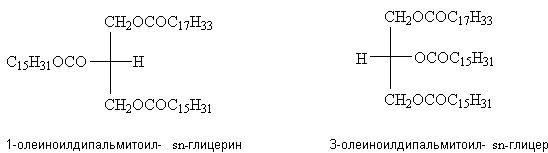 CH₂OCOC₁₇H₃₃ CH₂OCOC₁₇H₃₃
C₁₅H₃₁OCO H H OCOC₁₅H₃₁
CH₂OCOC₁₅H₃₁ CH₂OCOC₁₅H₃₁
1-олеиноилдипальмитоил- sn-глицерин 3-олеиноилдипальмитоил- sn-глицер